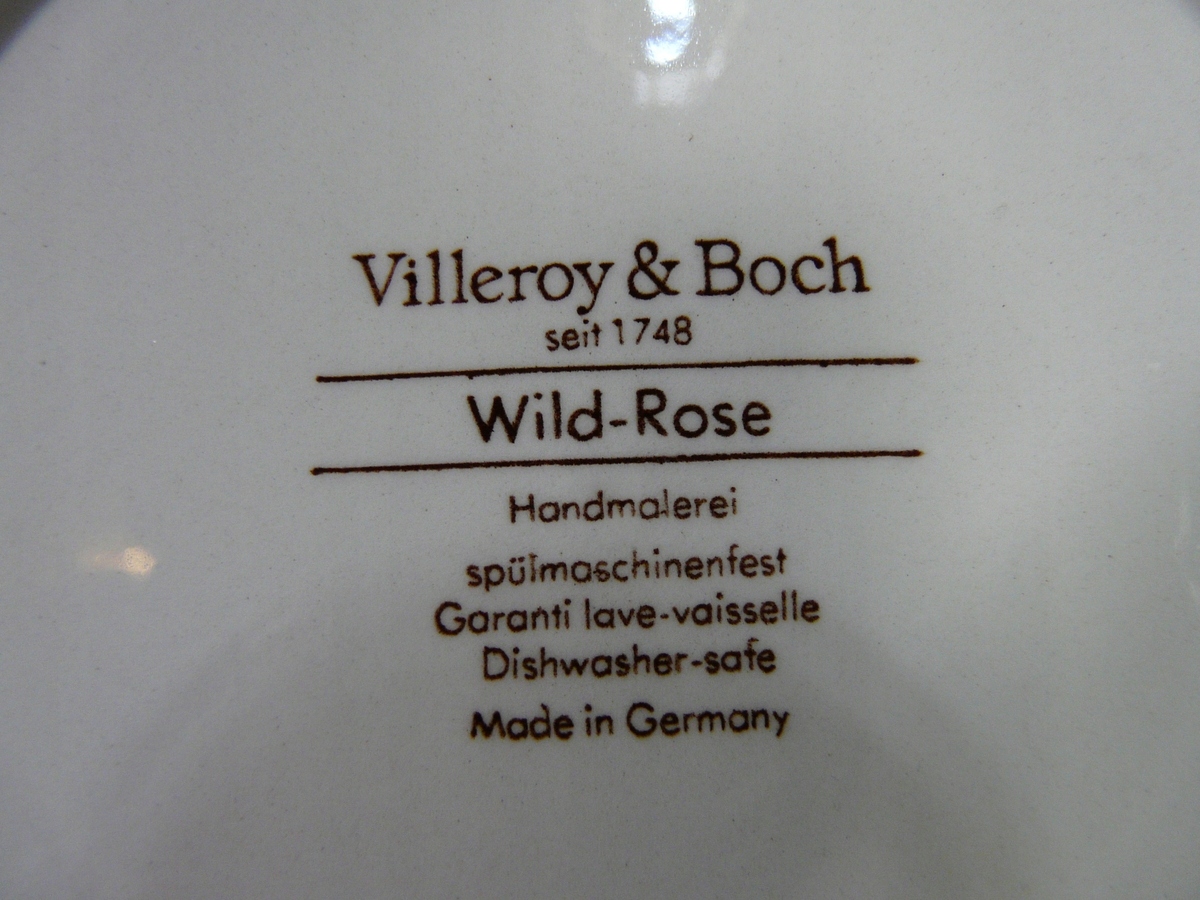 Villeroy & Boch
seit 1748
Wild-Rose
Handmalerei
spülmaschinenfest
Garanti lave-vaisselle
Dishwasher-safe
Made in Germany